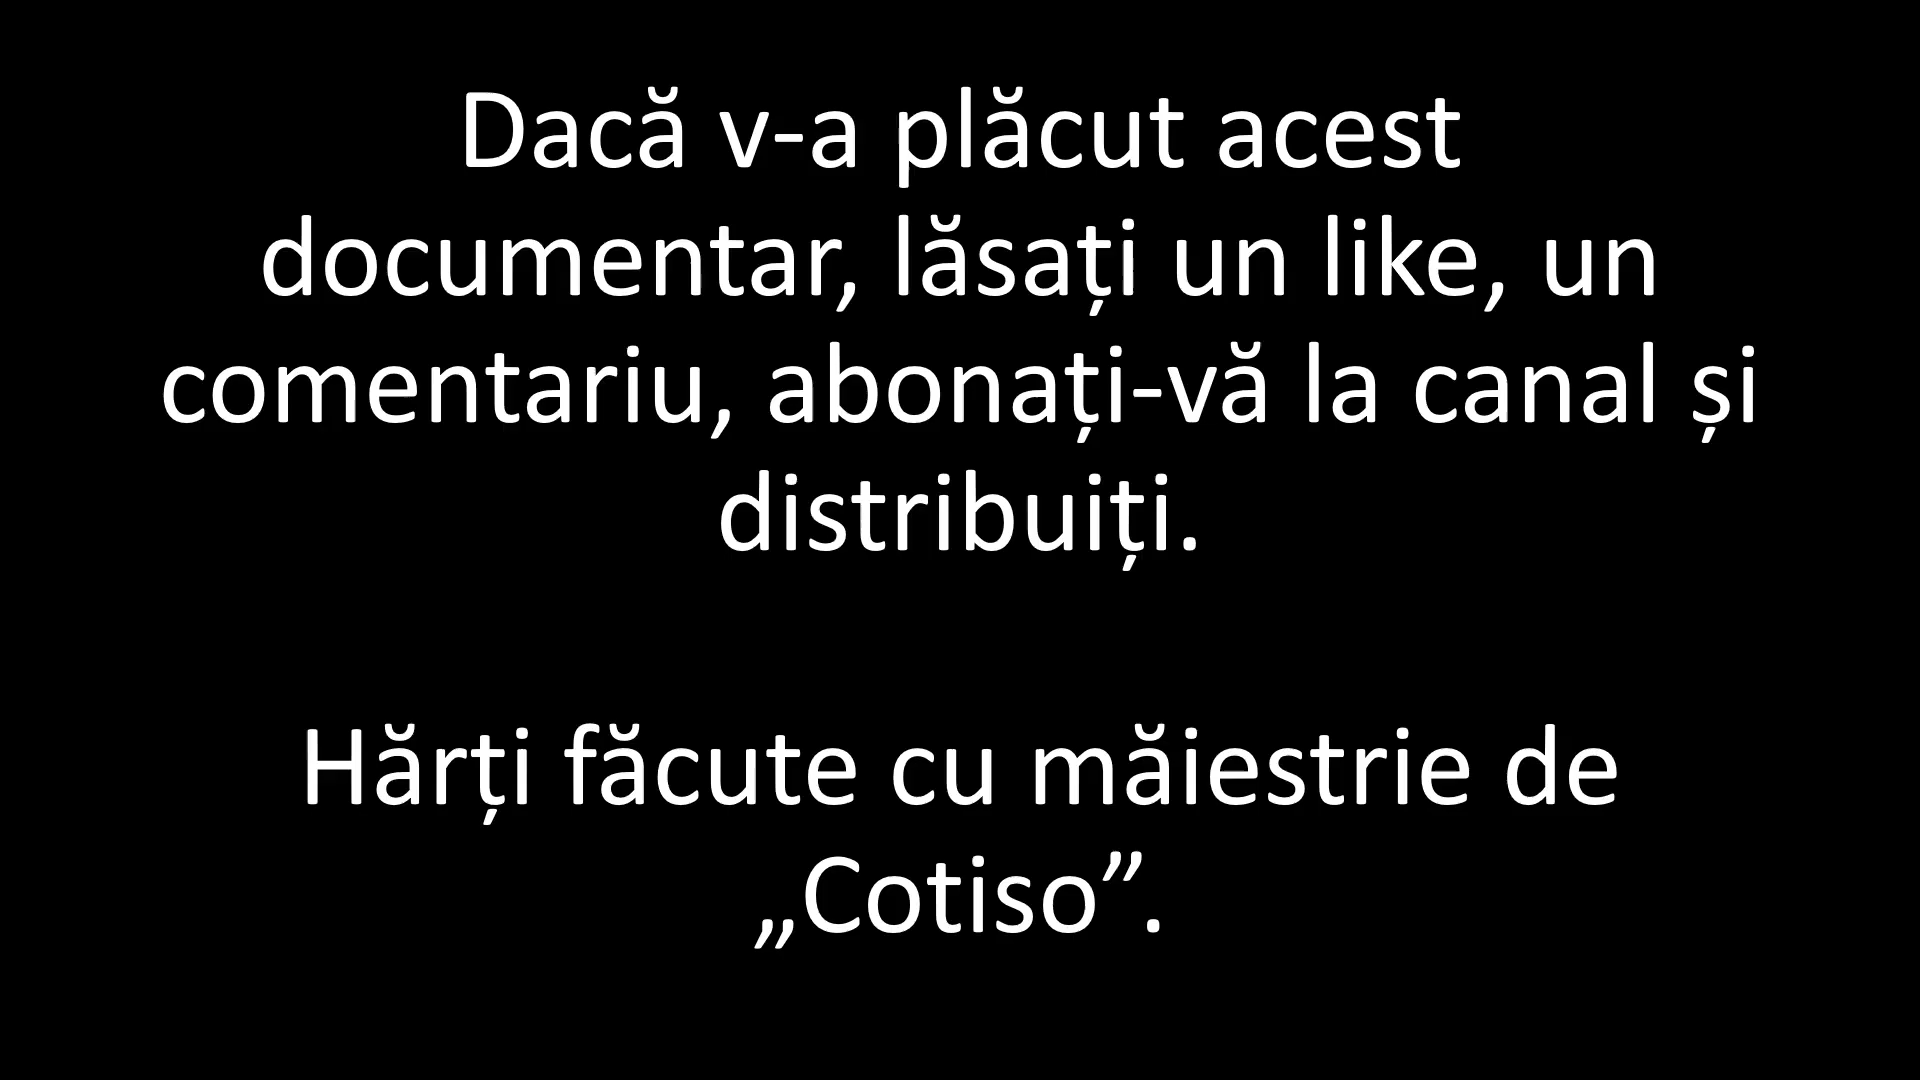 Dacă v-a plăcut acest
documentar, lăsați un like, un
comentariu, abonați-vă la canal și
distribuiți.
Hărți făcute cu măiestrie de
„Cotiso”.